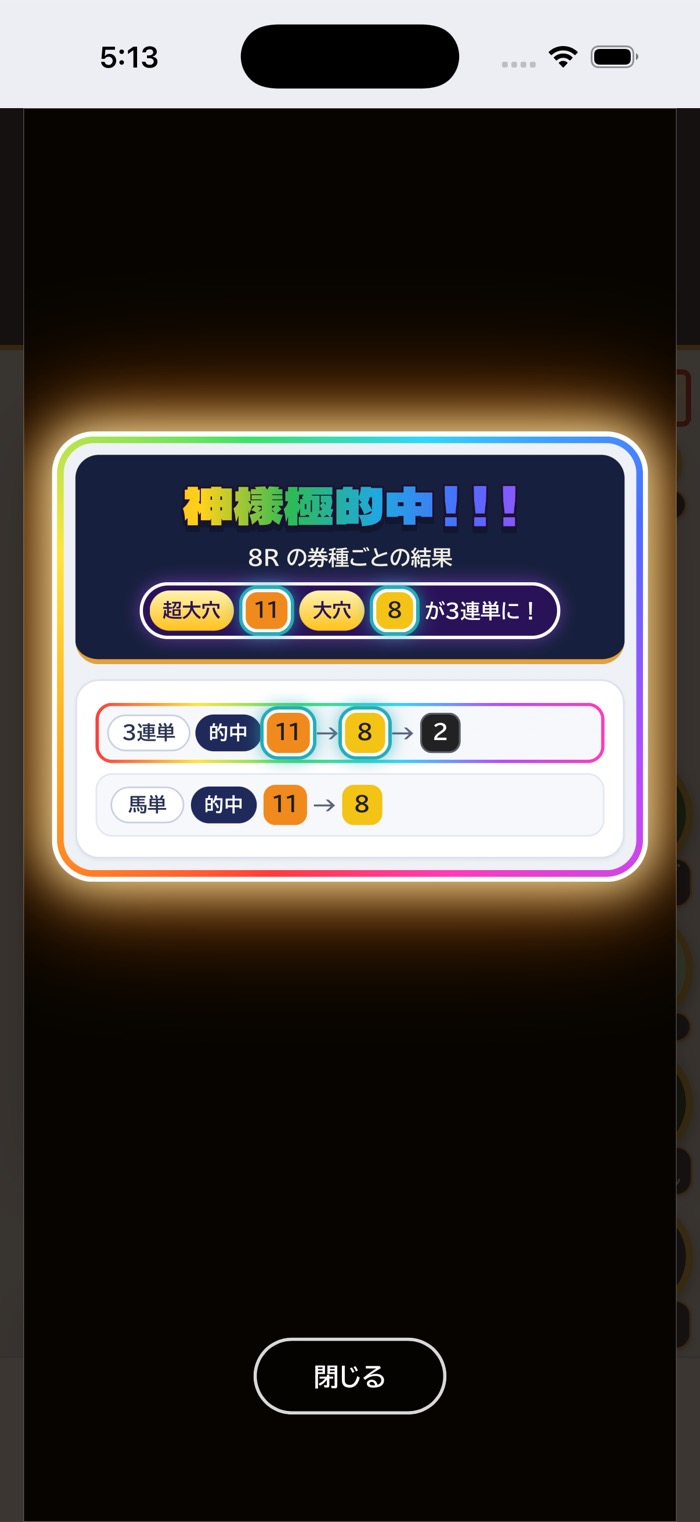 5:13
神様極的中!!!
8R の券種ごとの結果
超大穴 11 大穴 8 が3連単に！
3連単 的中 11→8→2
馬単 的中 11→8
閉じる